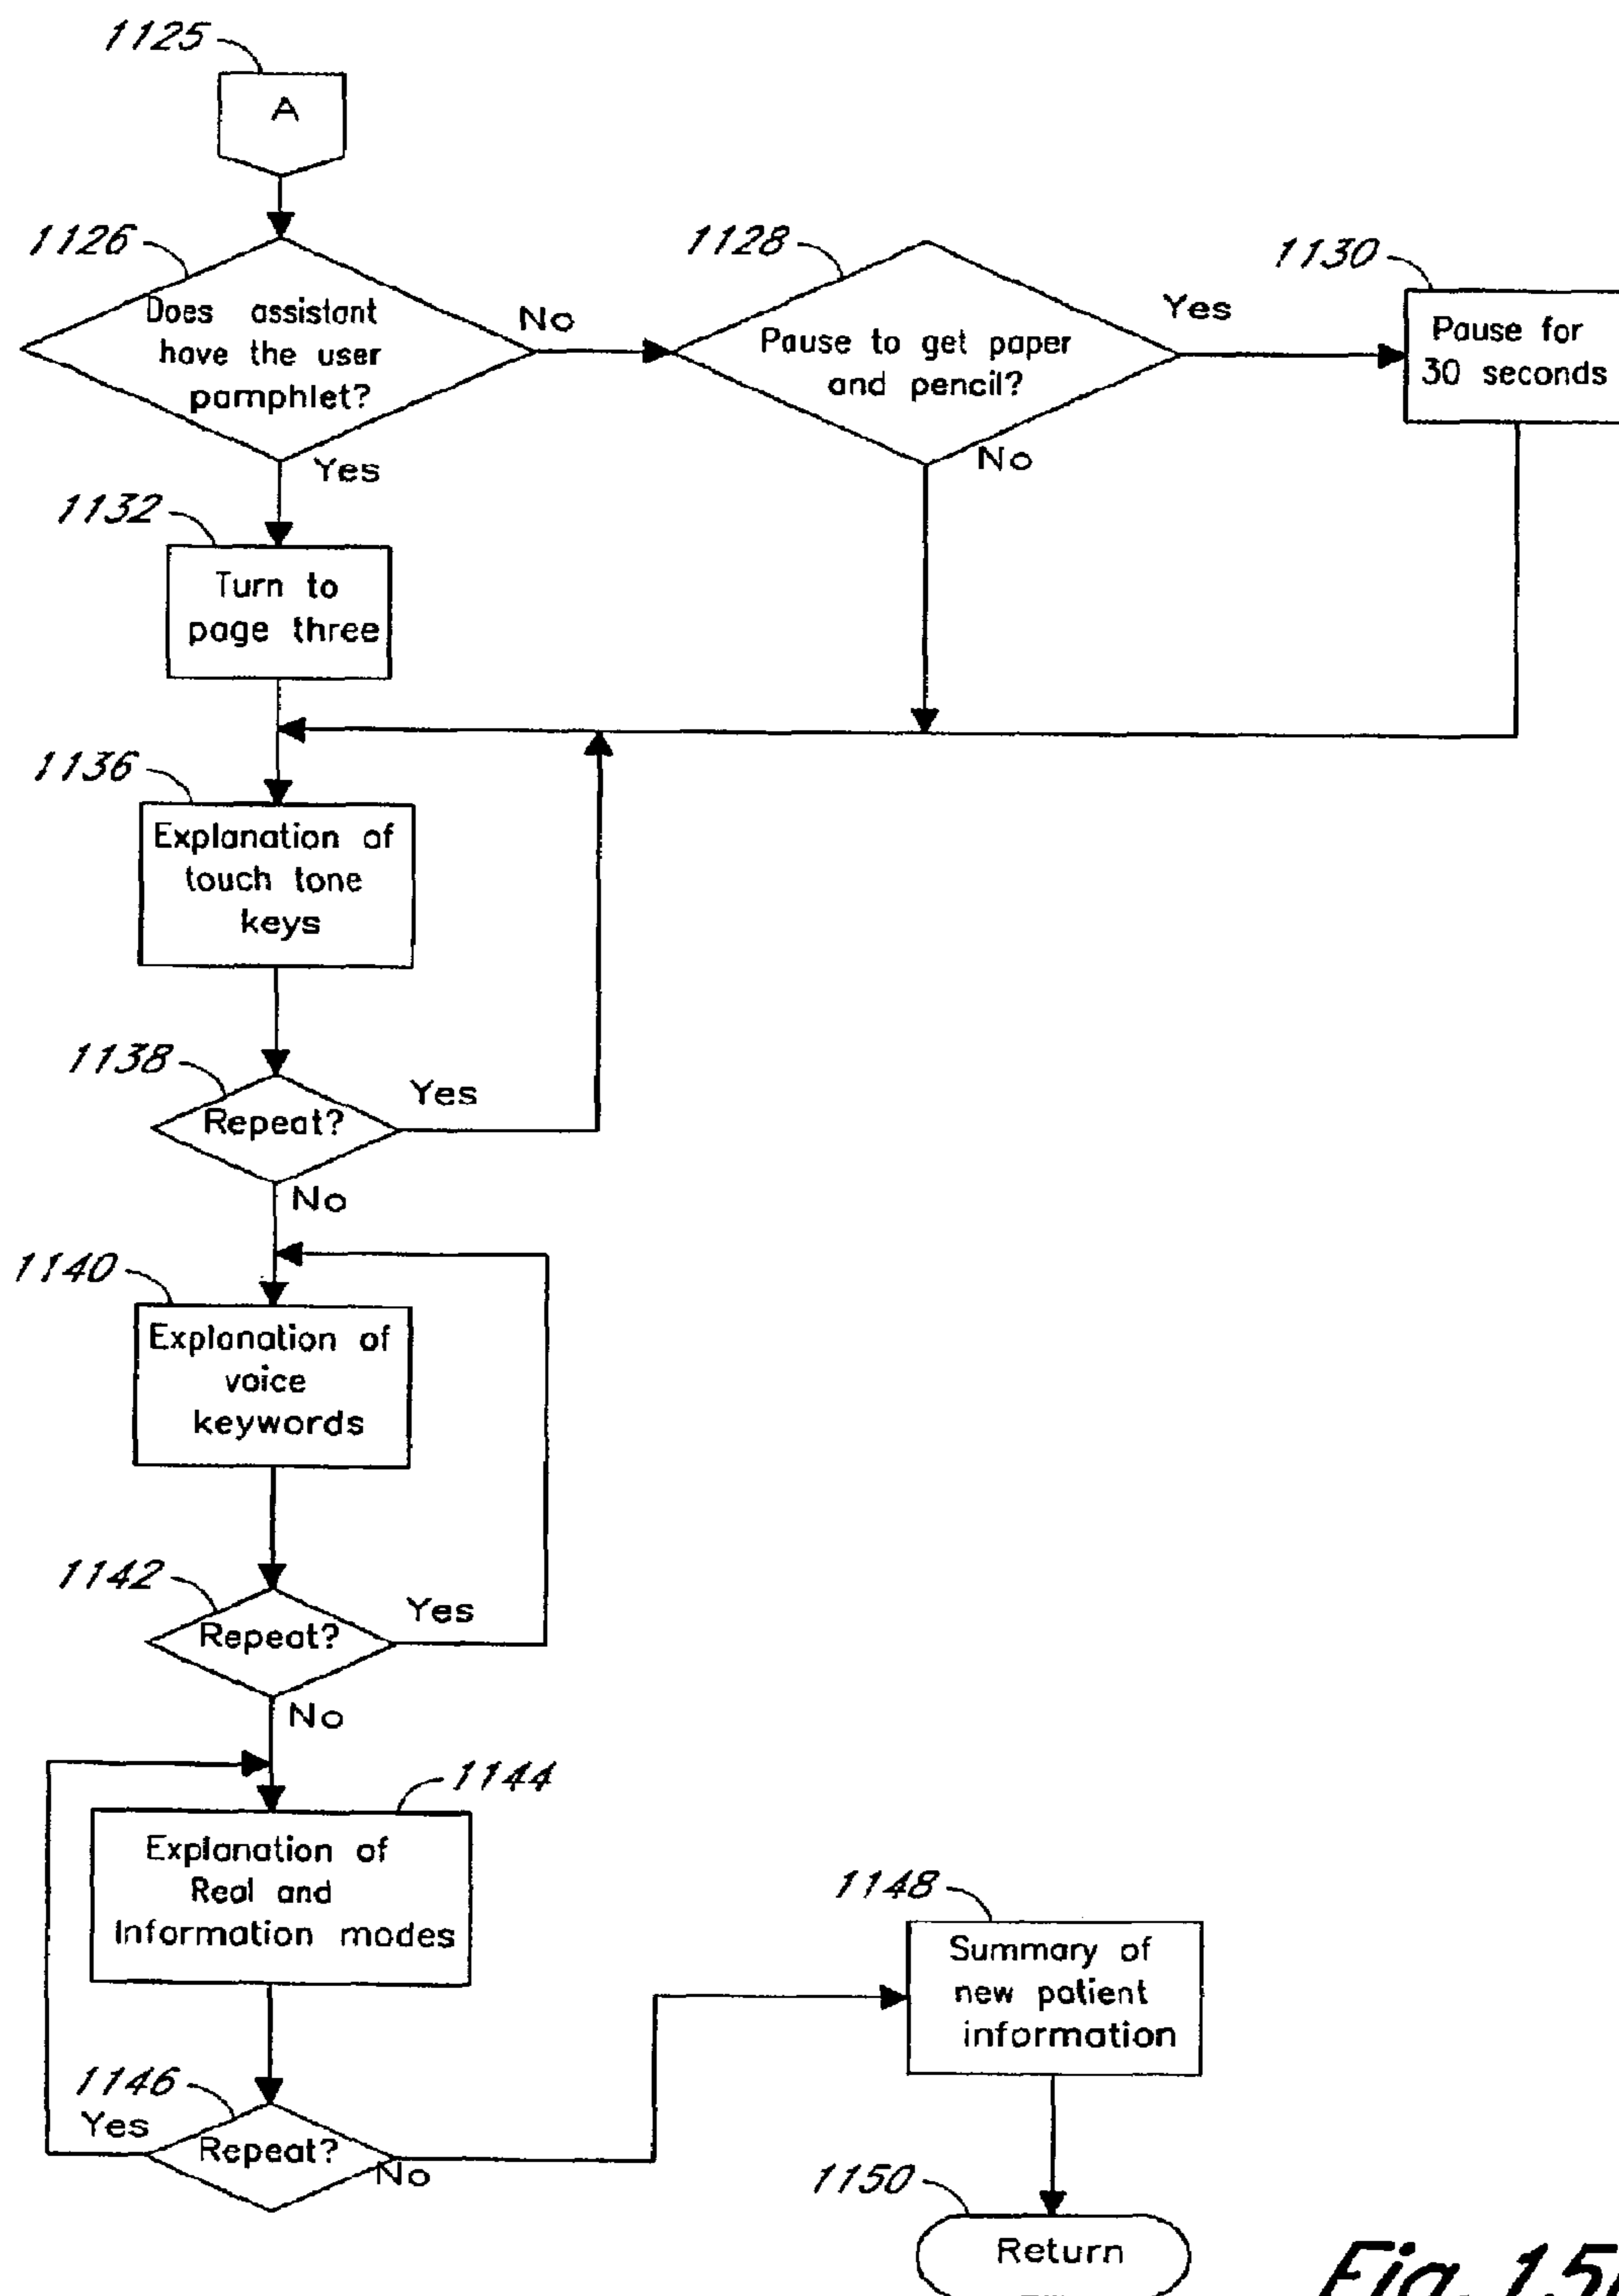 1125
A
1126
Does assistant
have the user
pamphlet?
No
Yes
1128
Pause to get paper
and pencil?
Yes
No
1130
Pause for
30 seconds
1132
Turn to
page three
1136
Explanation of
touch tone
keys
1138
Repeat?
Yes
No
1140
Explanation of
voice
keywords
1142
Repeat?
Yes
No
1144
Explanation of
Real and
Information modes
1146
Yes
Repeat?
No
1148
Summary of
new patient
information
1150
Return
Fig. 15